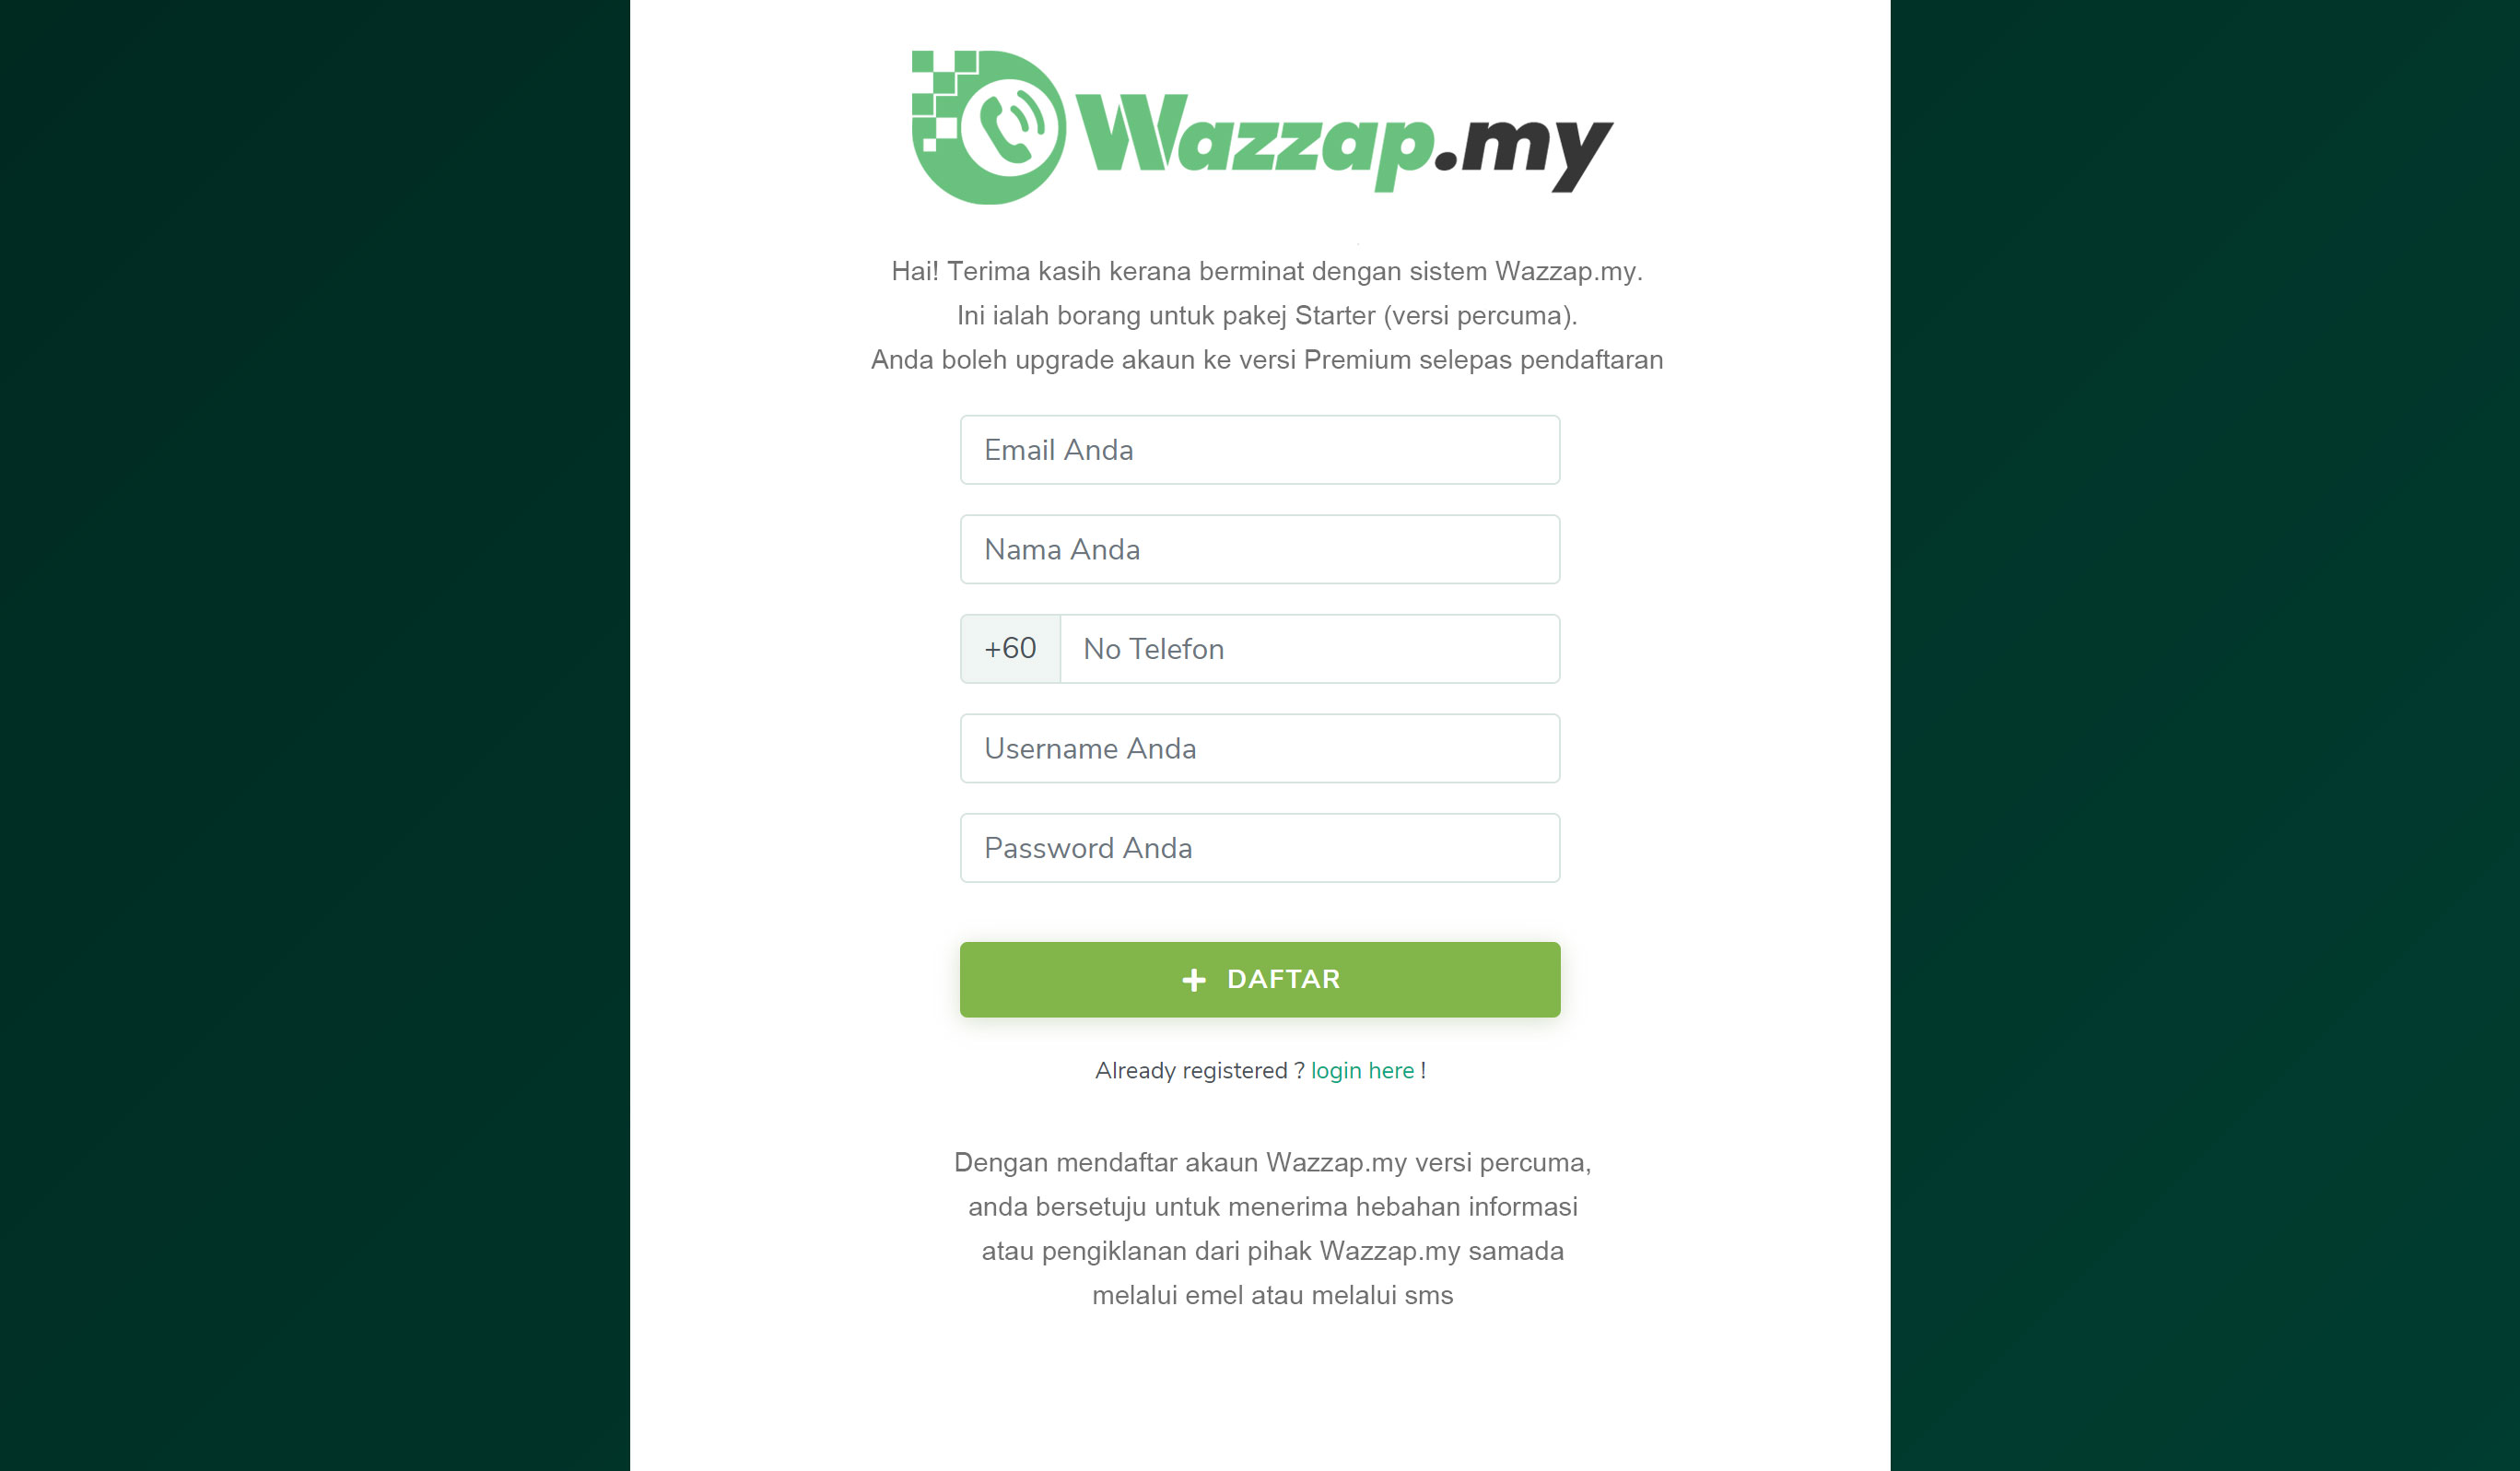 Wazzap.my
Hai! Terima kasih kerana berminat dengan sistem Wazzap.my.
Ini ialah borang untuk pakej Starter (versi percuma).
Anda boleh upgrade akaun ke versi Premium selepas pendaftaran
Email Anda
Nama Anda
+60 No Telefon
Username Anda
Password Anda
+ DAFTAR
Already registered ? login here !
Dengan mendaftar akaun Wazzap.my versi percuma,
anda bersetuju untuk menerima hebahan informasi
atau pengiklanan dari pihak Wazzap.my samada
melalui emel atau melalui sms